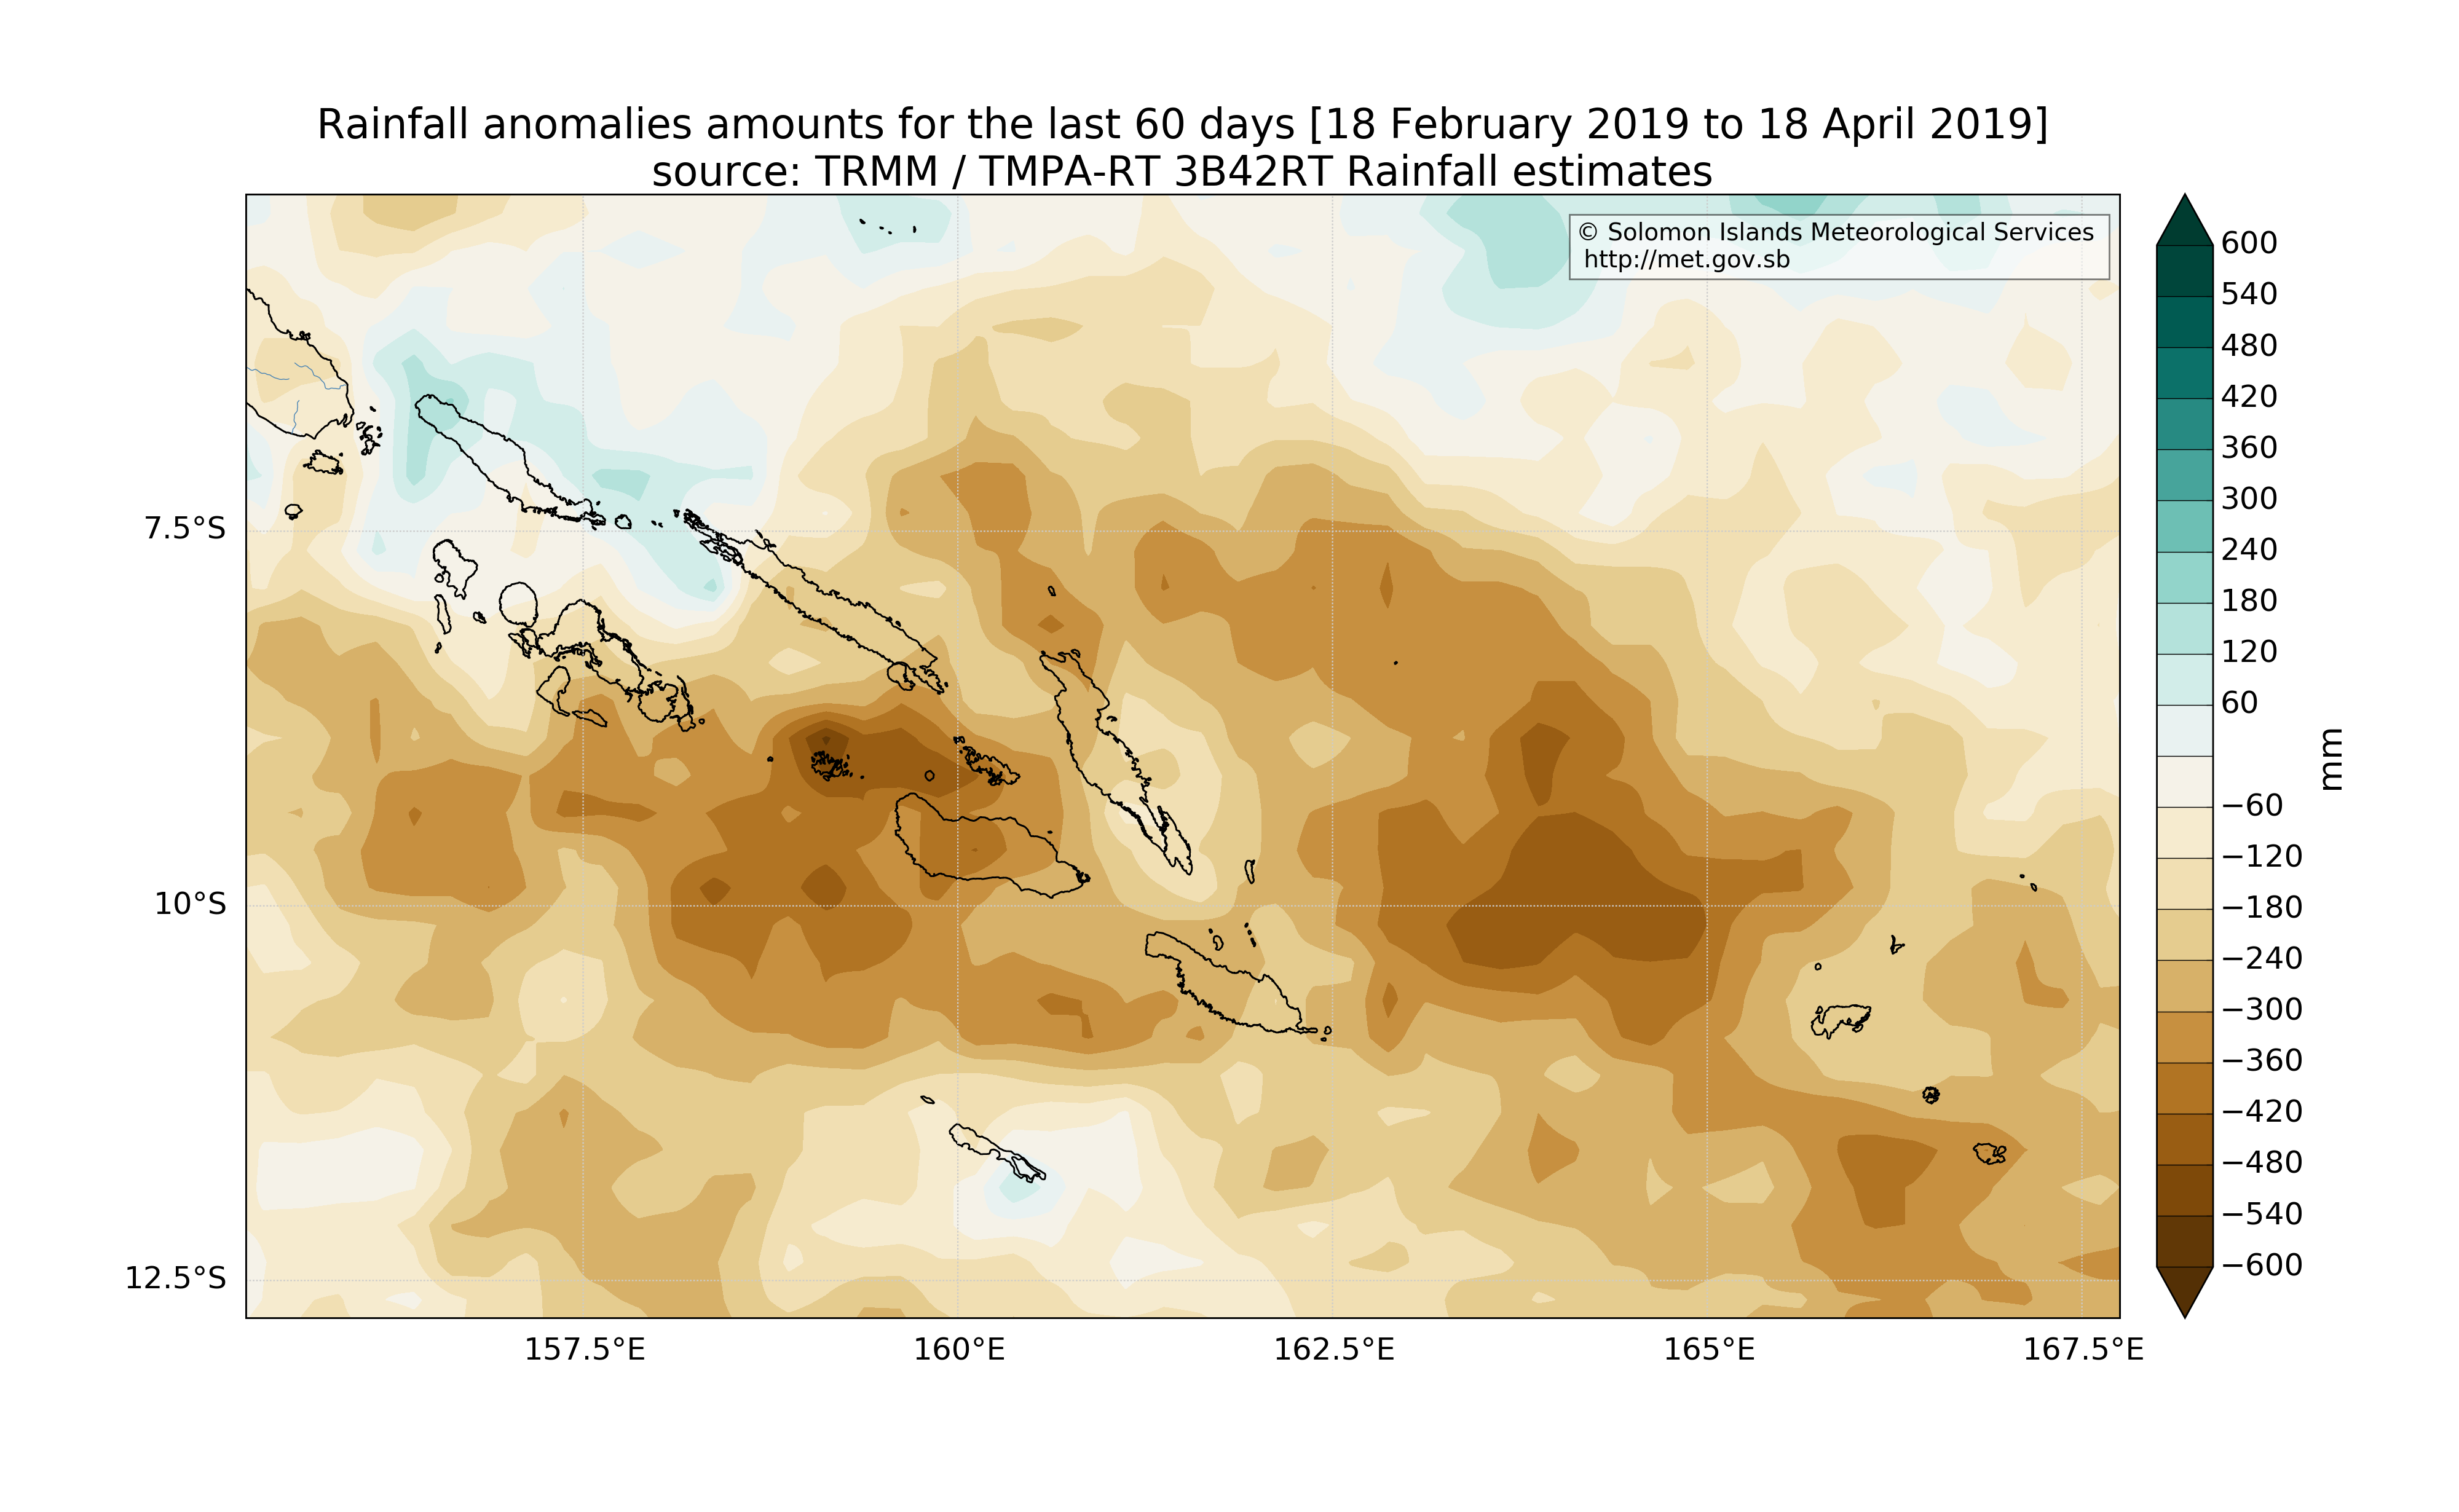 Rainfall anomalies amounts for the last 60 days [18 February 2019 to 18 April 2019]
source: TRMM / TMPA-RT 3B42RT Rainfall estimates
© Solomon Islands Meteorological Services
http://met.gov.sb
7.5°S
10°S
12.5°S
157.5°E
160°E
162.5°E
165°E
167.5°E
600
540
480
420
360
300
240
180
120
60
−60
−120
−180
−240
−300
−360
−420
−480
−540
−600
mm